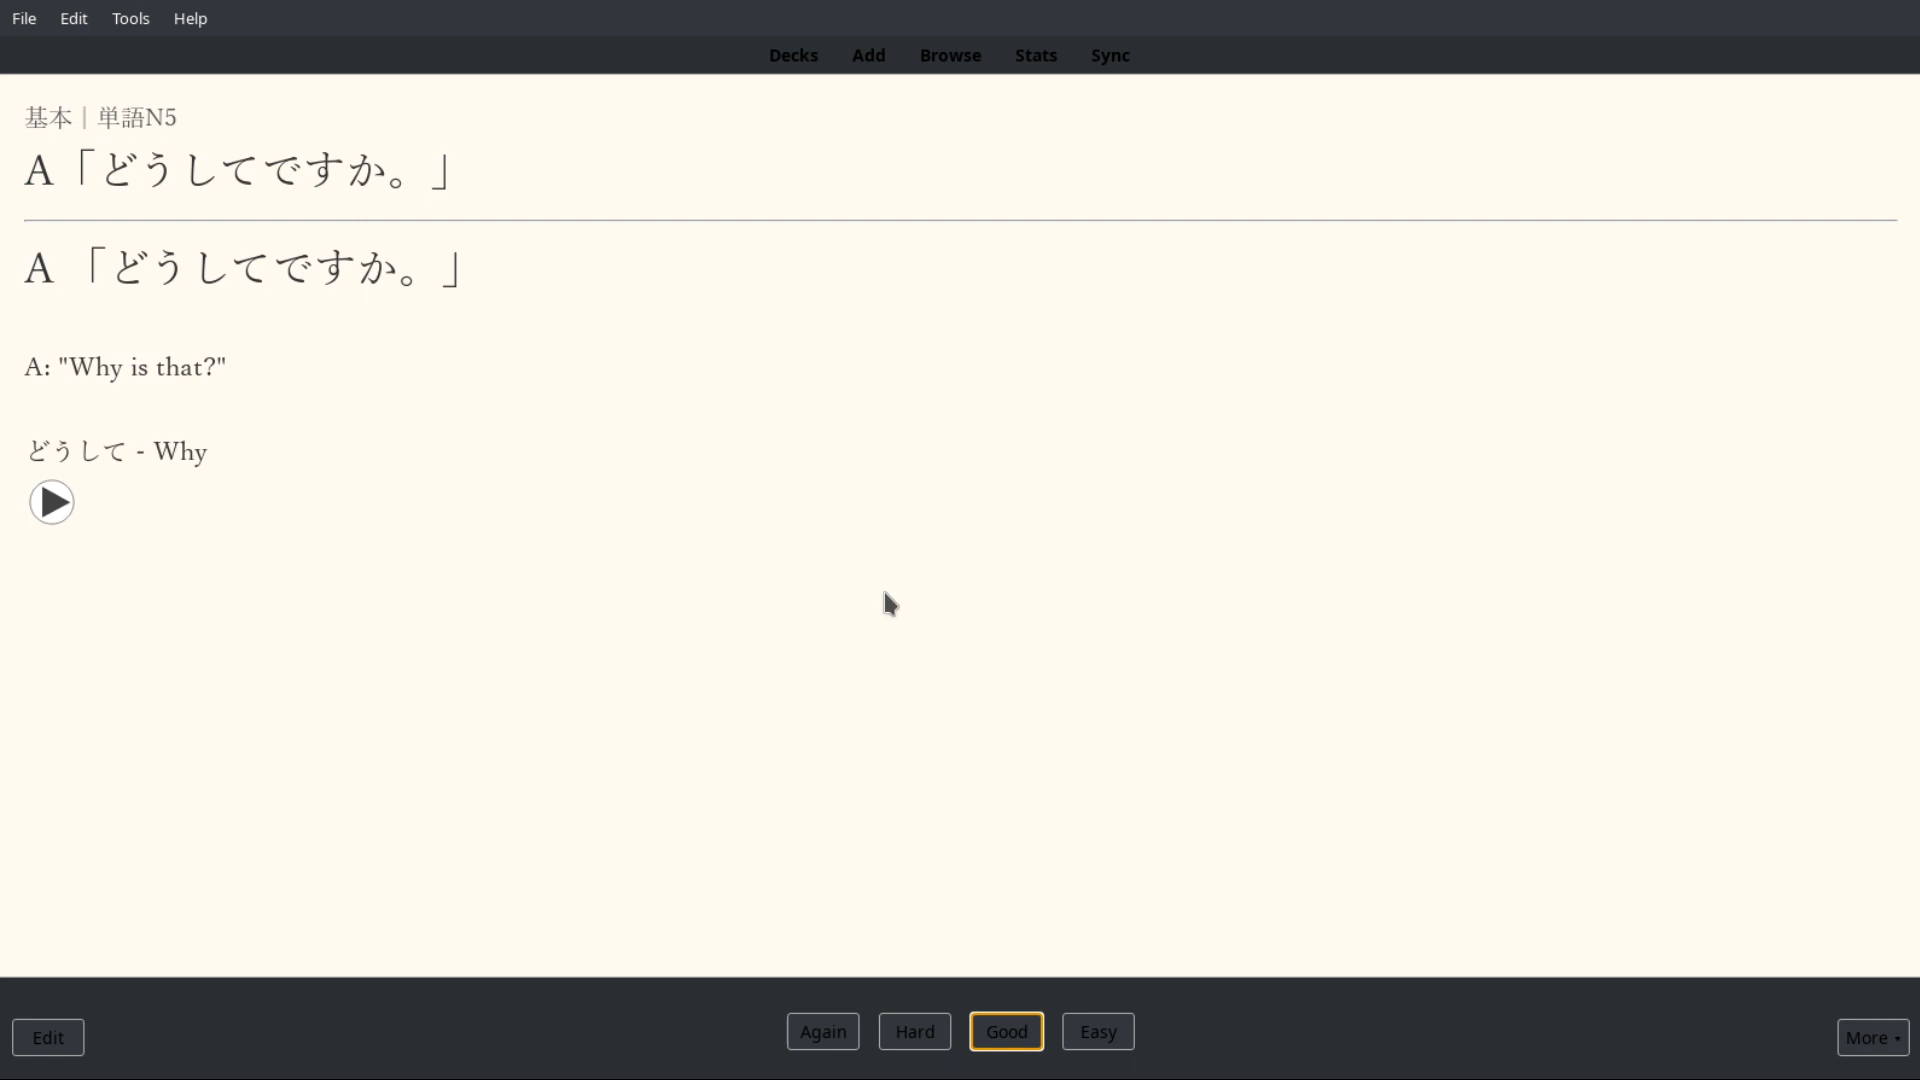 File Edit Tools Help
Decks Add Browse Stats Sync
基本｜単語N5
A「どうしてですか。」
A 「どうしてですか。」
A: "Why is that?"
どうして - Why
Edit Again Hard Good Easy More